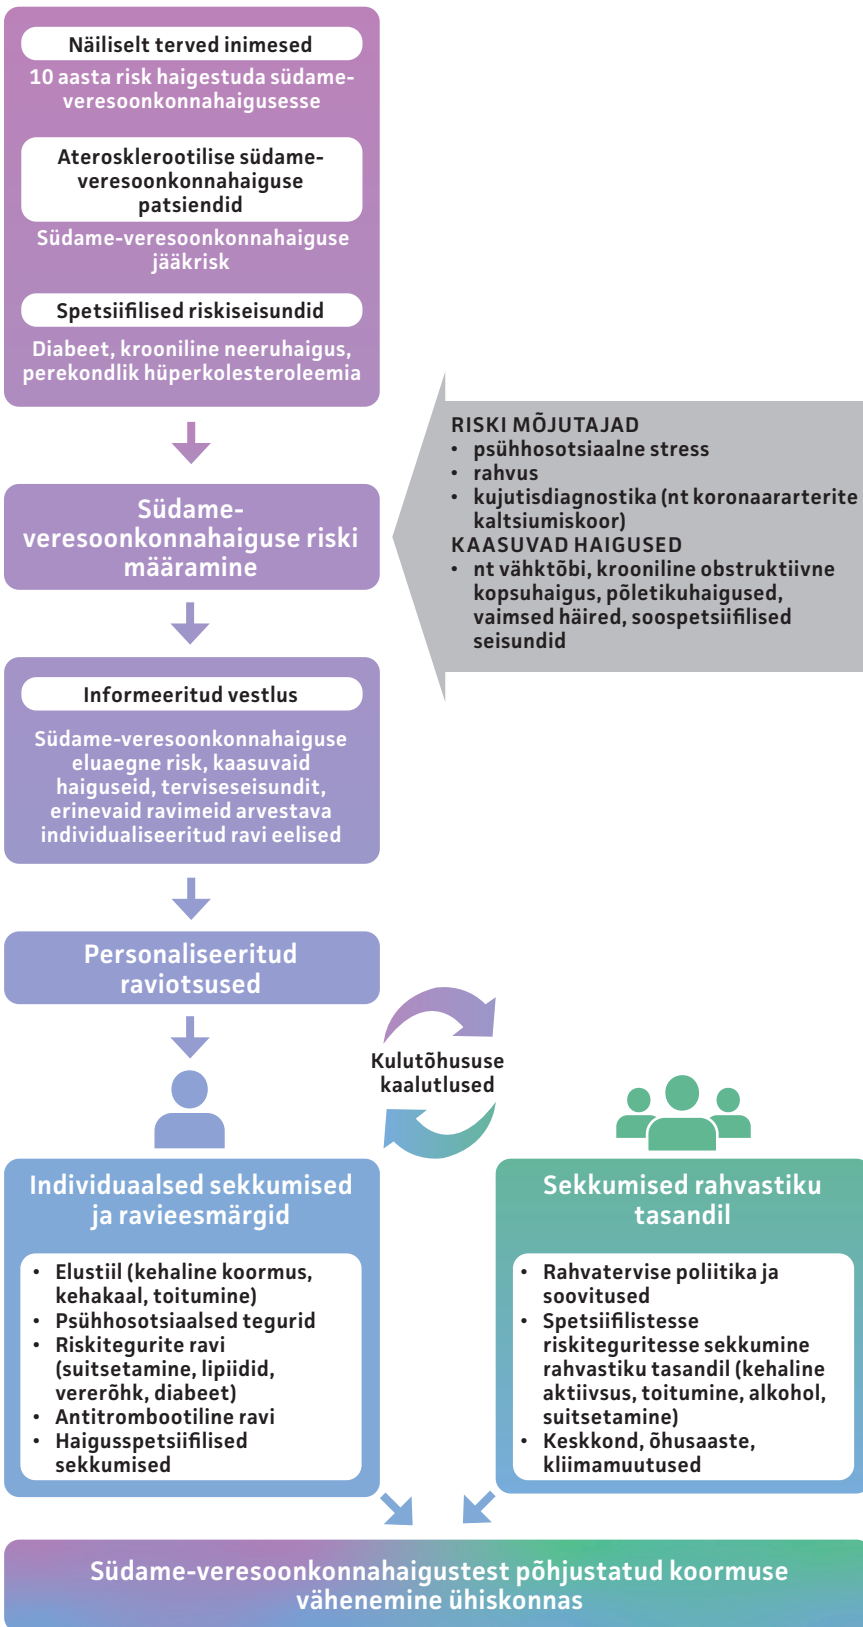 Näiliselt terved inimesed
10 aasta risk haigestuda südame-
veresoonkonnahaigusesse
Aterosklerootilise südame-
veresoonkonnahaiguse
patsiendid
Südame-veresoonkonnahaiguse
jääkrisk
Spetsiifilised riskiseisundid
Diabeet, krooniline neeruhaigus,
perekondlik hüperkolesteroleemia
RISKI MÕJUTAJAD
• psühhosotsiaalne stress
• rahvus
• kujutisdiagnostika (nt koronaararterite
kaltsiumiskoor)
KAASUVAD HAIGUSED
• nt vähktõbi, krooniline obstruktiivne
kopsuhaigus, põletikuhaigused,
vaimsed häired, soospetsiifilised
seisundid
Südame-
veresoonkonnahaiguse riski
määramine
Informeeritud vestlus
Südame-veresoonkonnahaiguse
eluaegne risk, kaasuvaid
haiguseid, terviseseisundit,
erinevaid ravimeid arvestava
individualiseeritud ravi eelised
Personaliseeritud
raviotsused
Kulutõhususe
kaalutlused
Individuaalsed sekkumised
ja ravieesmärgid
• Elustiil (kehaline koormus,
kehakaal, toitumine)
• Psühhosotsiaalsed tegurid
• Riskitegurite ravi
(suitsetamine, lipiidid,
vererõhk, diabeet)
• Antitrombootiline ravi
• Haigusspetsiifilised
sekkumised
Sekkumised rahvastiku
tasandil
• Rahvatervise poliitika ja
soovitused
• Spetsiifilistesse
riskiteguritesse sekkumine
rahvastiku tasandil (kehaline
aktiivsus, toitumine, alkohol,
suitsetamine)
• Keskkond, õhusaaste,
kliimamuutused
Südame-veresoonkonnahaigustest põhjustatud koormuse
vähenemine ühiskonnas